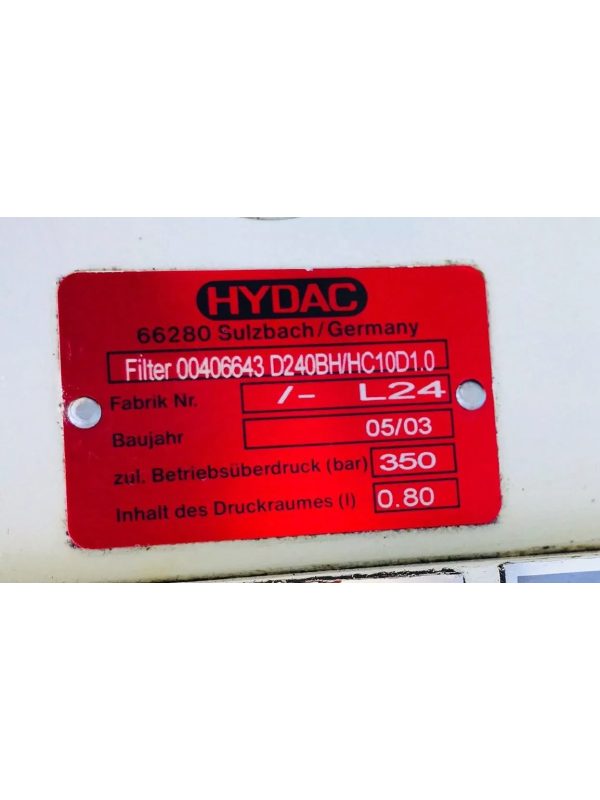 HYDAC
66280 Sulzbach/Germany
Filter 00406643 D240BH/HC10D1.0
Fabrik Nr. /- L24
Baujahr 05/03
zul. Betriebsüberdruck (bar) 350
Inhalt des Druckraumes (l) 0.80